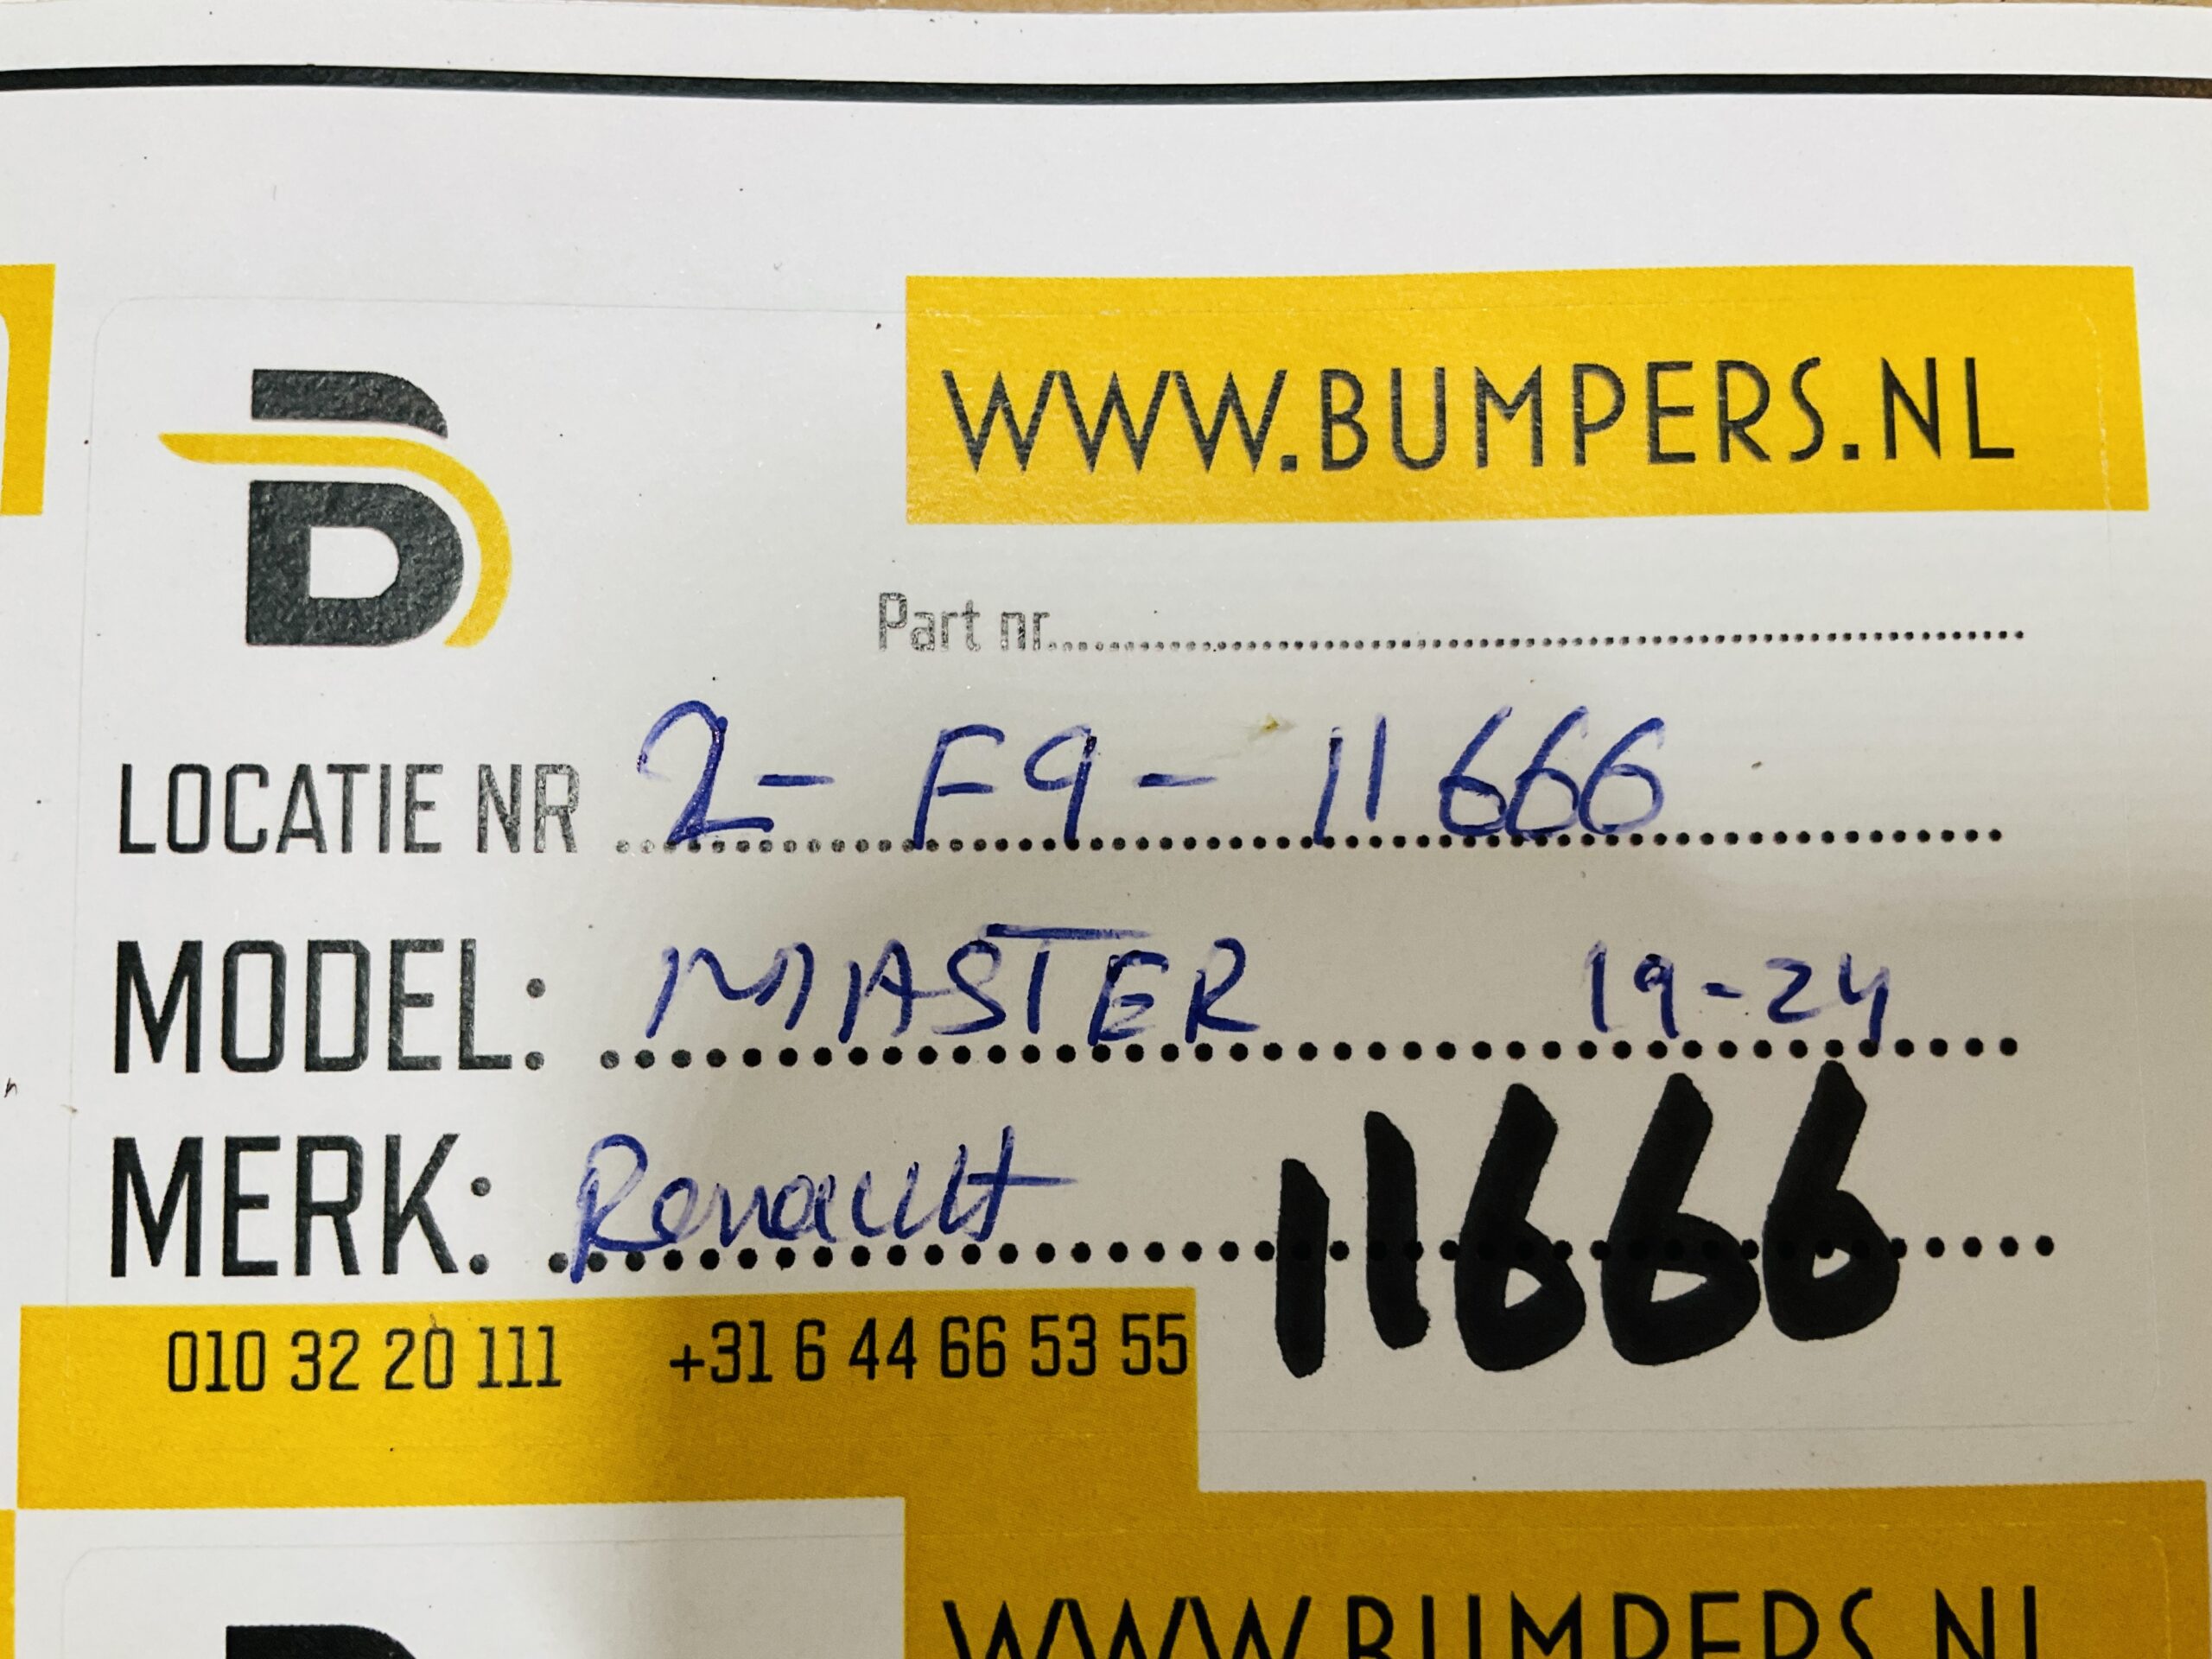 WWW.BUMPERS.NL
Part nr.....................................
LOCATIE NR 2- F9 - 11666
MODEL: MASTER 19-24
MERK: Renault 11666
010 32 20 111 +31 6 44 66 53 55
WWW.BUMPERS.NL